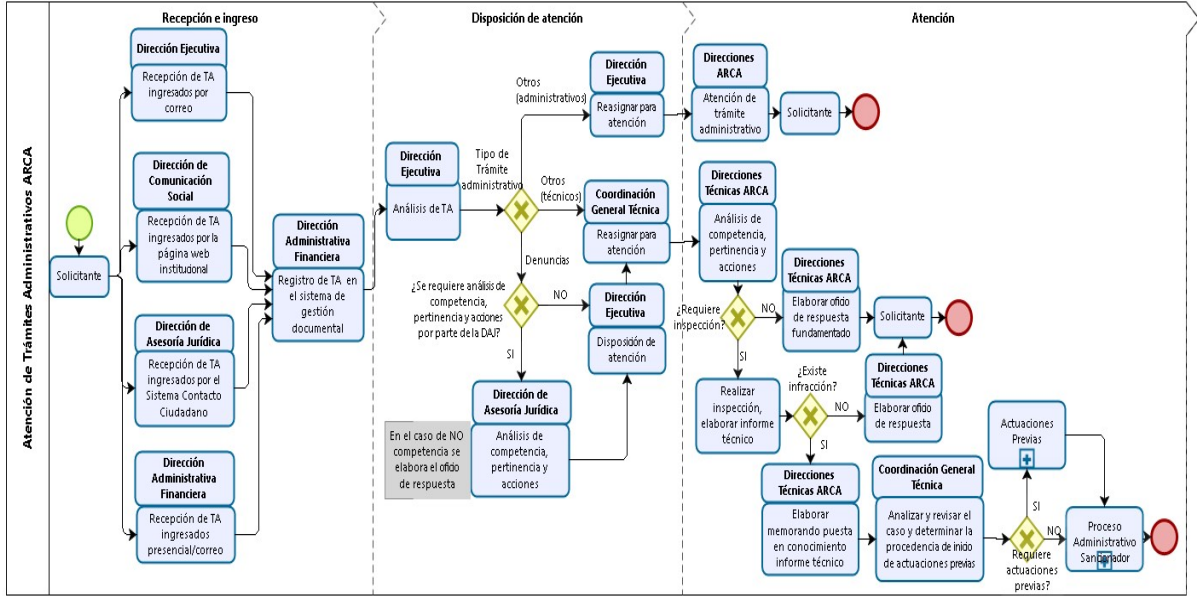 Atención de Trámites Administrativos ARCA
Recepción e ingreso
Solicitante
Dirección Ejecutiva
Recepción de TA
ingresados por
correo
Dirección de
Comunicación
Social
Recepción de TA
ingresados por la
página web
institucional
Dirección de
Asesoría Jurídica
Recepción de TA
ingresados por el
Sistema Contacto
Ciudadano
Dirección
Administrativa
Financiera
Recepción de TA
ingresados
presencial/correo
Dirección
Administrativa
Financiera
Registro de TA en
el sistema de
gestión
documental
Disposición de atención
Dirección
Ejecutiva
Análisis de TA
Tipo de
Trámite
administrativo
Otros
(administrativos)
Dirección
Ejecutiva
Reasignar para
atención
Otros
(técnicos)
Coordinación
General Técnica
Reasignar para
atención
Denuncias
¿Se requiere análisis de
competencia,
pertinencia y acciones
por parte de la DAJ?
NO
Dirección
Ejecutiva
Disposición de
atención
SI
Dirección de
Asesoría Jurídica
Análisis de
competencia,
pertinencia y
acciones
En el caso de NO
competencia se
elabora el oficio
de respuesta
Atención
Direcciones
ARCA
Atención de
trámite
administrativo
Solicitante
Direcciones
Técnicas ARCA
Análisis de
competencia,
pertinencia y
acciones
¿Requiere
inspección?
NO
Direcciones
Técnicas ARCA
Elaborar oficio
de respuesta
fundamentado
Solicitante
SI
Realizar
inspección,
elaborar informe
técnico
¿Existe
infracción?
NO
Direcciones
Técnicas ARCA
Elaborar oficio
de respuesta
SI
Direcciones
Técnicas ARCA
Elaborar
memorando puesta
en conocimiento
informe técnico
Coordinación General
Técnica
Analizar y revisar el
caso y determinar la
procedencia de inicio
de actuaciones previas
Requiere
actuaciones
previas?
SI
Actuaciones
Previas
NO
Proceso
Administrativo
Sancionador